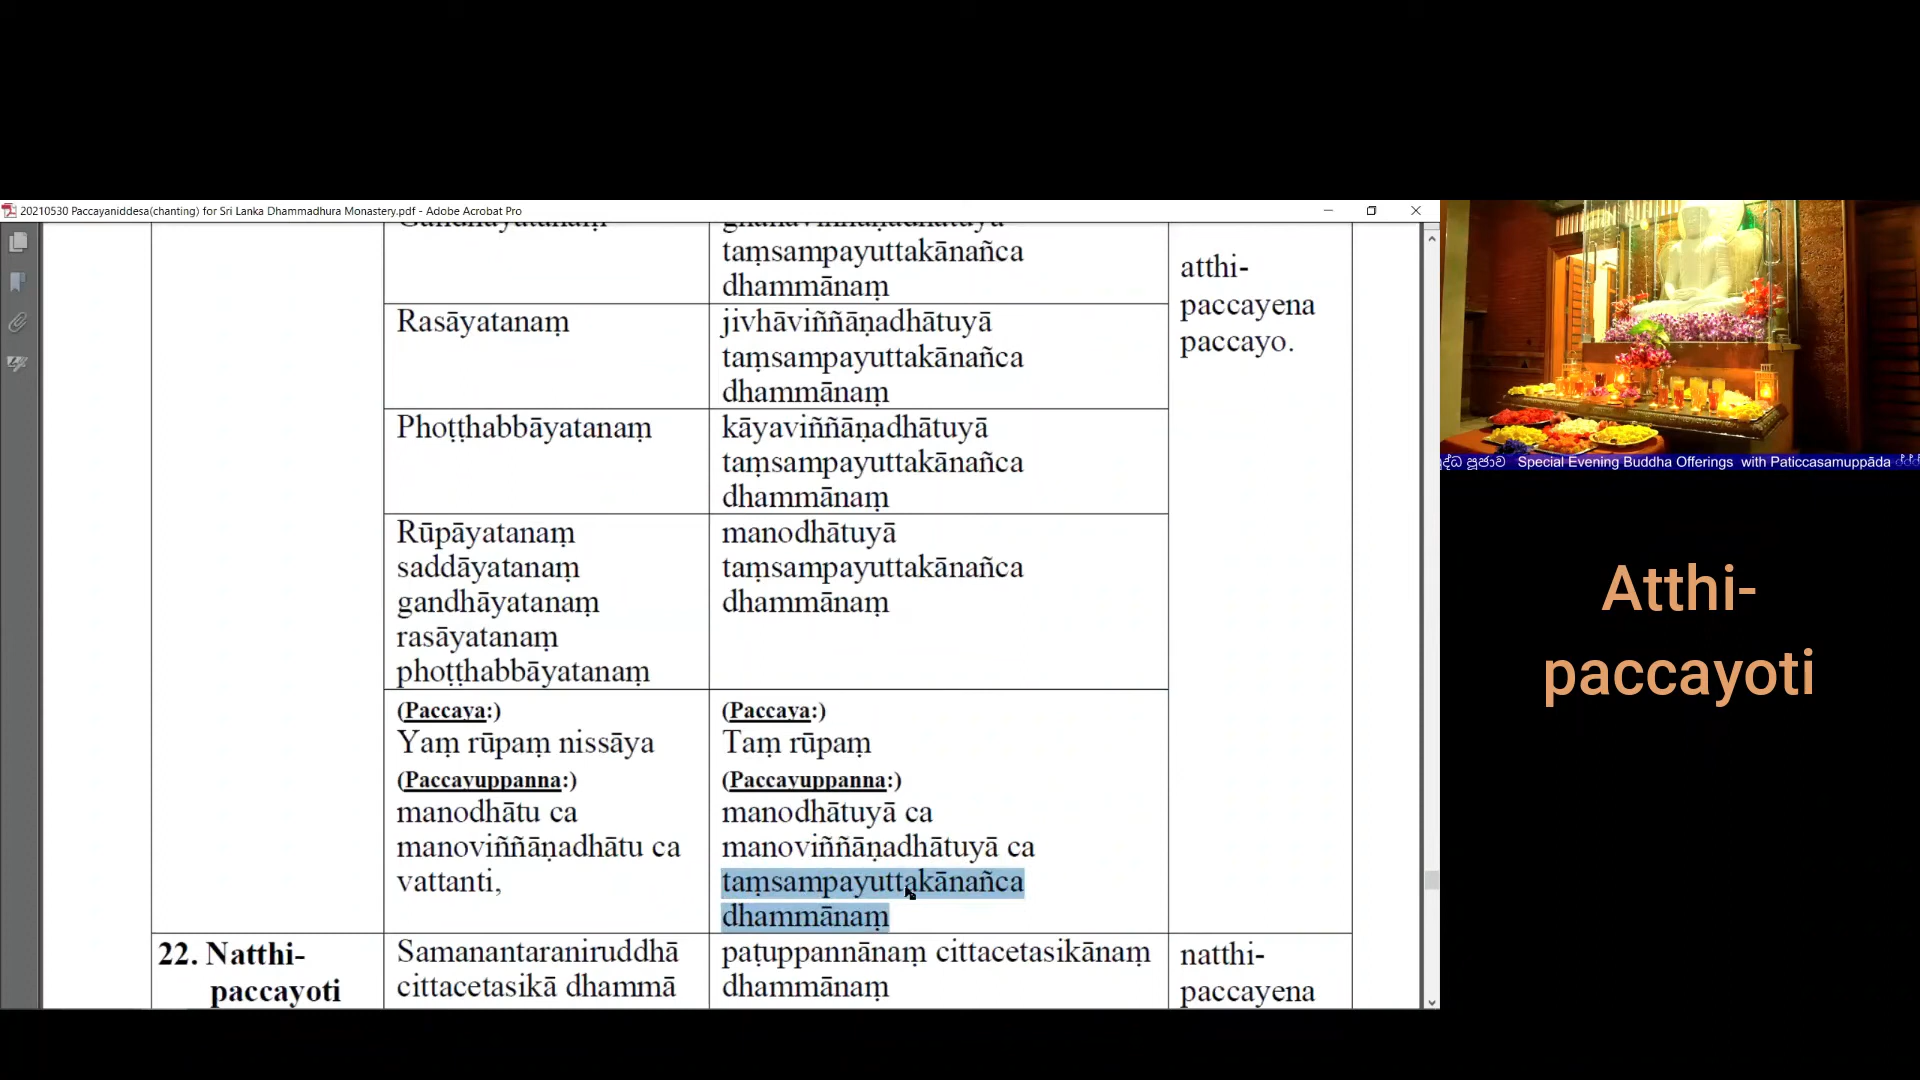 20210530 Paccayaniddesa(chanting) for Sri Lanka Dhammadhura Monastery.pdf - Adobe Acrobat Pro
taṃsampayuttakānañca
dhammānaṃ
atthi-
paccayena
paccayo.
Rasāyatanaṃ
jivhāviññāṇadhātuyā
taṃsampayuttakānañca
dhammānaṃ
Phoṭṭhabbāyatanaṃ
kāyaviññāṇadhātuyā
taṃsampayuttakānañca
dhammānaṃ
Rūpāyatanaṃ
saddāyatanaṃ
gandhāyatanaṃ
rasāyatanaṃ
phoṭṭhabbāyatanaṃ
manodhātuyā
taṃsampayuttakānañca
dhammānaṃ
(Paccaya:)
Yaṃ rūpaṃ nissāya
(Paccayuppanna:)
manodhātu ca
manoviññāṇadhātu ca
vattanti,
(Paccaya:)
Taṃ rūpaṃ
(Paccayuppanna:)
manodhātuyā ca
manoviññāṇadhātuyā ca
taṃsampayuttakānañca
dhammānaṃ
22. Natthi-
paccayoti
Samanantaraniruddhā
cittacetasikā dhammā
paṭuppannānaṃ cittacetasikānaṃ
dhammānaṃ
natthi-
paccayena
පූජාව Special Evening Buddha Offerings with Paticcasamuppāda
Atthi-
paccayoti